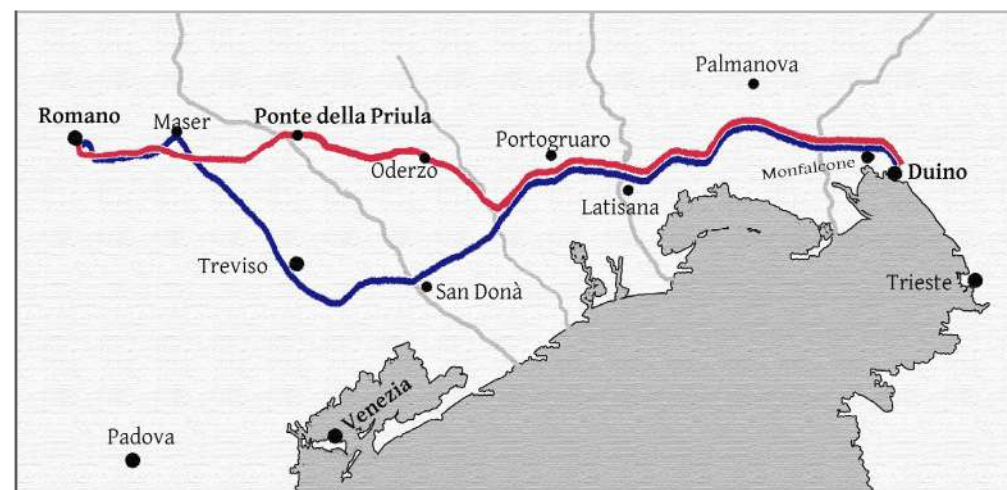 Palmanova
Romano
Maser
Ponte della Priula
Portogruaro
Oderzo
Monfalcone
Duino
Latisana
Treviso
San Donà
Trieste
Venezia
Padova